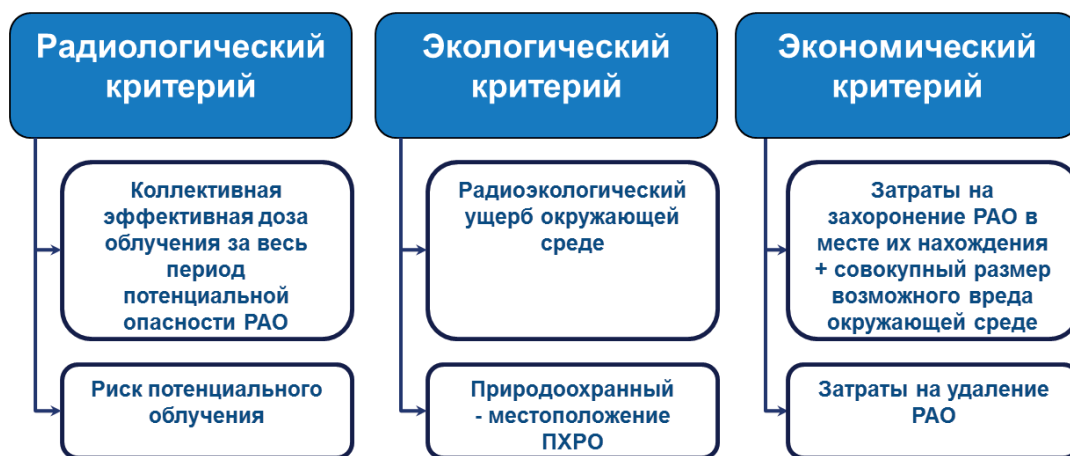 Радиологический
критерий
Коллективная
эффективная доза
облучения за весь
период
потенциальной
опасности РАО
Риск потенциального
облучения
Экологический
критерий
Радиоэкологический
ущерб окружающей
среде
Природоохранный
- местоположение
ПХРО
Экономический
критерий
Затраты на
захоронение РАО в
месте их нахождения
+ совокупный размер
возможного вреда
окружающей среде
Затраты на удаление
РАО